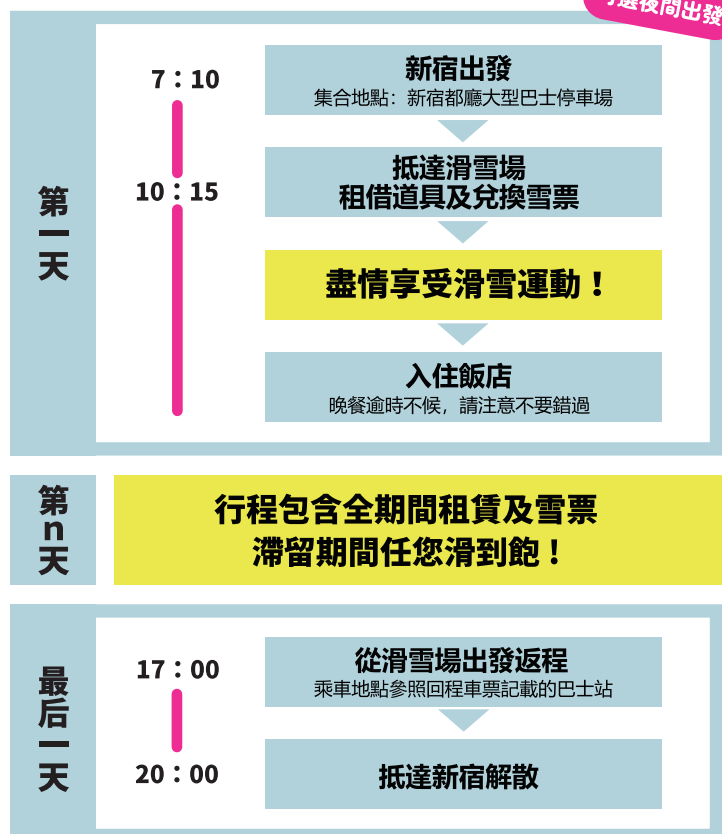 選夜間出發
第一天
7：10
新宿出發
集合地點：新宿都廳大型巴士停車場
10：15
抵達滑雪場
租借道具及兌換雪票
盡情享受滑雪運動！
入住飯店
晚餐逾時不候，請注意不要錯過
第n天
行程包含全期間租賃及雪票
滯留期間任您滑到飽！
最后一天
17：00
從滑雪場出發返程
乘車地點參照回程車票記載的巴士站
20：00
抵達新宿解散